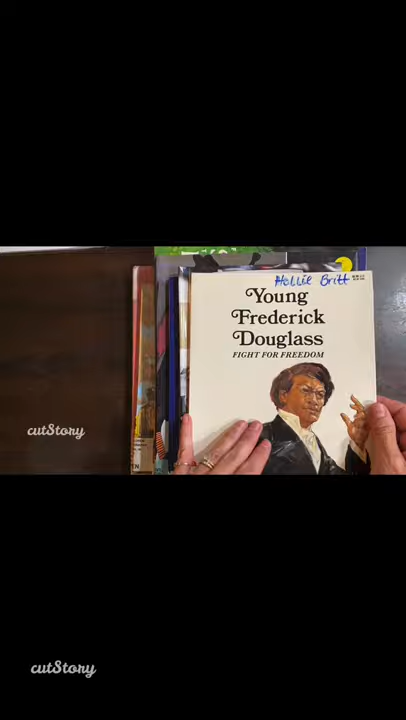 Hollie Britt
Young
Frederick
Douglass
FIGHT FOR FREEDOM
cutStory
cutStory